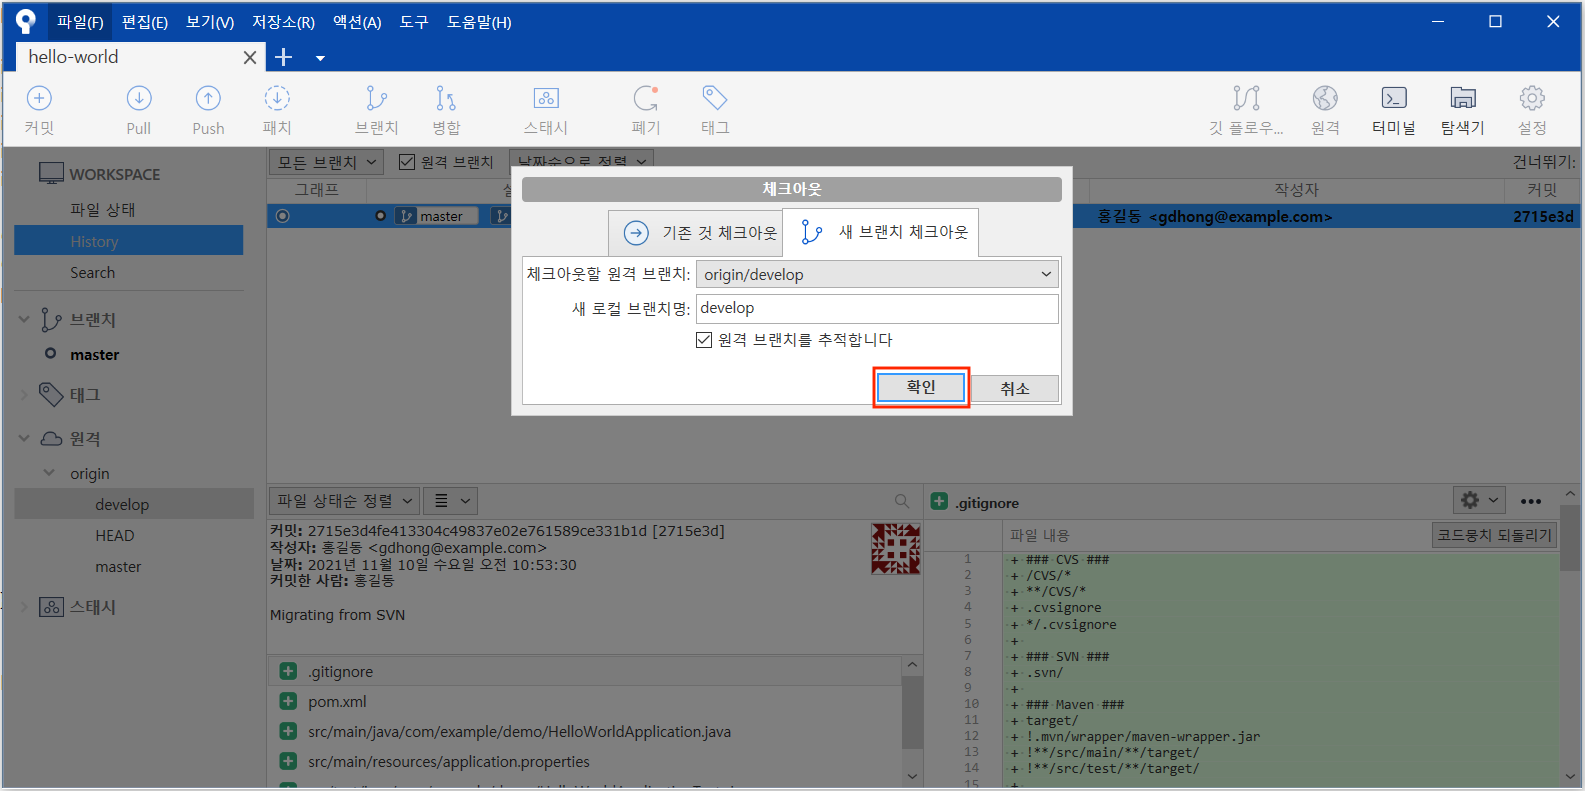 파일(F) 편집(E) 보기(V) 저장소(R) 액션(A) 도구 도움말(H)
hello-world
커밋 Pull Push 패치 브랜치 병합 스태시 폐기 태그 깃 플로우... 원격 터미널 탐색기 설정
WORKSPACE
파일 상태
History
Search
브랜치
master
태그
원격
origin
develop
HEAD
master
스태시
모든 브랜치 원격 브랜치 날짜순으로 정렬 건너뛰기:
그래프 작성자 커밋
master 홍길동 <gdhong@example.com> 2715e3d
체크아웃
기존 것 체크아웃 새 브랜치 체크아웃
체크아웃할 원격 브랜치: origin/develop
새 로컬 브랜치명: develop
원격 브랜치를 추적합니다
확인 취소
파일 상태순 정렬
커밋: 2715e3d4fe413304c49837e02e761589ce331b1d [2715e3d]
작성자: 홍길동 <gdhong@example.com>
날짜: 2021년 11월 10일 수요일 오전 10:53:30
커밋한 사람: 홍길동
Migrating from SVN
.gitignore
pom.xml
src/main/java/com/example/demo/HelloWorldApplication.java
src/main/resources/application.properties
.gitignore
파일 내용 코드뭉치 되돌리기
1 + ### CVS ###
2 + /CVS/*
3 + **/CVS/*
4 + .cvsignore
5 + */.cvsignore
6 +
7 + ### SVN ###
8 + .svn/
9 +
10 + ### Maven ###
11 + target/
12 + !.mvn/wrapper/maven-wrapper.jar
13 + !**/src/main/**/target/
14 + !**/src/test/**/target/
15 +